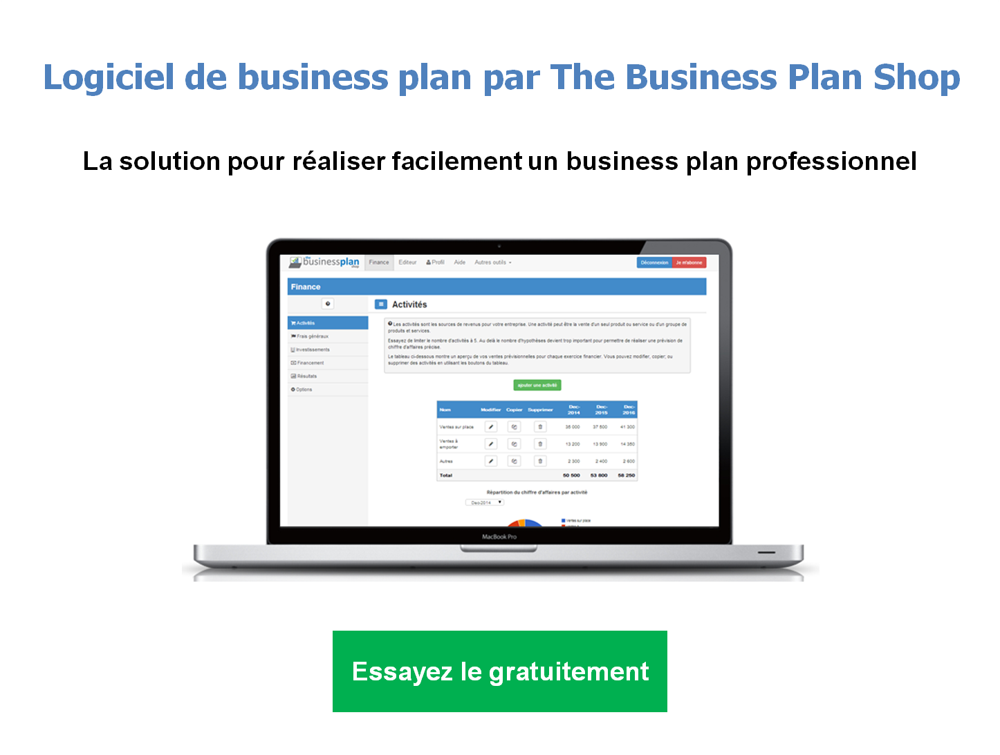 Logiciel de business plan par The Business Plan Shop
La solution pour réaliser facilement un business plan professionnel
the
businessplan
shop
Finance Editeur Profil Aide Autres outils
Déconnexion Je m'abonne
Finance
Activités
Activités
Frais généraux
Investissements
Financement
Résultats
Options
Les activités sont les sources de revenus pour votre entreprise. Une activité peut être la vente d'un seul produit ou service ou d'un groupe de
produits et services.
Essayez de limiter le nombre d'activités à 5. Au delà le nombre d'hypothèses devient trop important pour permettre de réaliser une prévision de
chiffre d'affaires précise.
Le tableau ci-dessous montre un aperçu de vos ventes prévisionnelles pour chaque exercice financier. Vous pouvez modifier, copier, ou
supprimer des activités en utilisant les boutons du tableau.
ajouter une activité
Nom Modifier Copier Supprimer Dec-2014 Dec-2015 Dec-2016
Ventes sur place 37 600 41 300
Ventes à
emporter 13 200 13 900 14 350
Autres 2 300 2 400 2 600
Total 50 500 53 800 58 250
Répartition du chiffre d'affaires par activité
Dec-2014
Ventes sur place
MacBook Pro
Essayez le gratuitement